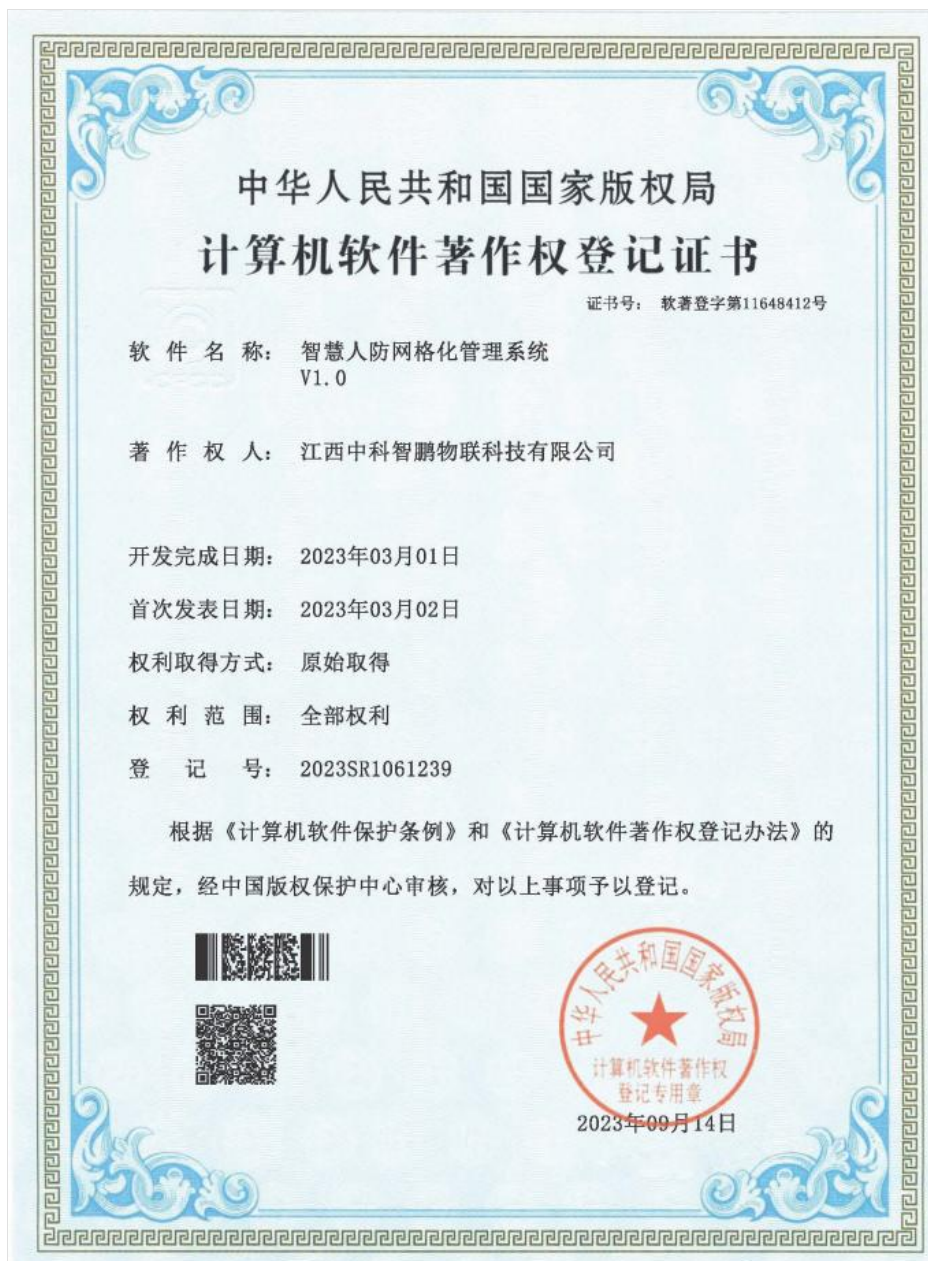 中华人民共和国国家版权局
计算机软件著作权登记证书
证书号： 软著登字第11648412号
软件名称： 智慧人防网格化管理系统
V1.0
著作权人： 江西中科智鹏物联科技有限公司
开发完成日期： 2023年03月01日
首次发表日期： 2023年03月02日
权利取得方式： 原始取得
权利范围： 全部权利
登记号： 2023SR1061239
根据《计算机软件保护条例》和《计算机软件著作权登记办法》的
规定，经中国版权保护中心审核，对以上事项予以登记。
中华人民共和国国家版权局
计算机软件著作权
登记专用章
2023年09月14日